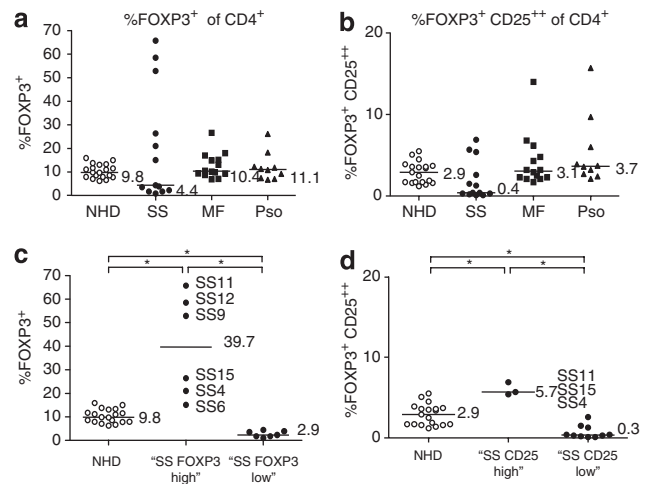 a
%FOXP3+ of CD4+
%FOXP3+
70
60
50
40
30
20
10
0
9.8
4.4
10.4
11.1
NHD SS MF Pso
b
%FOXP3+ CD25++ of CD4+
%FOXP3+ CD25++
20
10
0
2.9
0.4
3.1
3.7
NHD SS MF Pso
c
%FOXP3+
70
60
50
40
30
20
10
0
*
* *
SS11
SS12
SS9
39.7
SS15
SS4
SS6
9.8
2.9
NHD "SS FOXP3 high" "SS FOXP3 low"
d
%FOXP3+ CD25++
20
10
0
*
* *
SS11
SS15
SS4
2.9
5.7
0.3
NHD "SS CD25 high" "SS CD25 low"